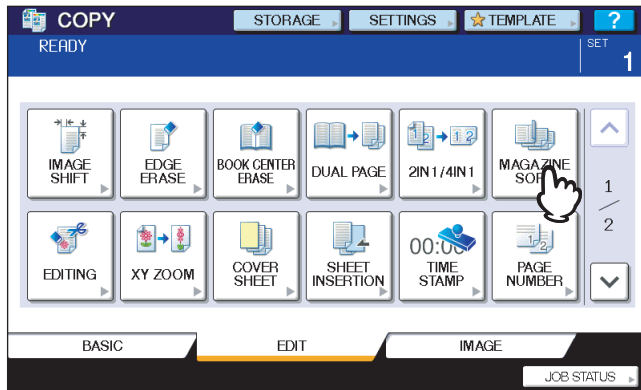 COPY
STORAGE
SETTINGS
TEMPLATE
?
READY
SET
1
IMAGE
SHIFT
EDGE
ERASE
BOOK CENTER
ERASE
DUAL PAGE
2IN1/4IN1
MAGAZINE
1
2
EDITING
XY ZOOM
COVER
SHEET
SHEET
INSERTION
TIME
STAMP
PAGE
NUMBER
BASIC
EDIT
IMAGE
JOB STATUS